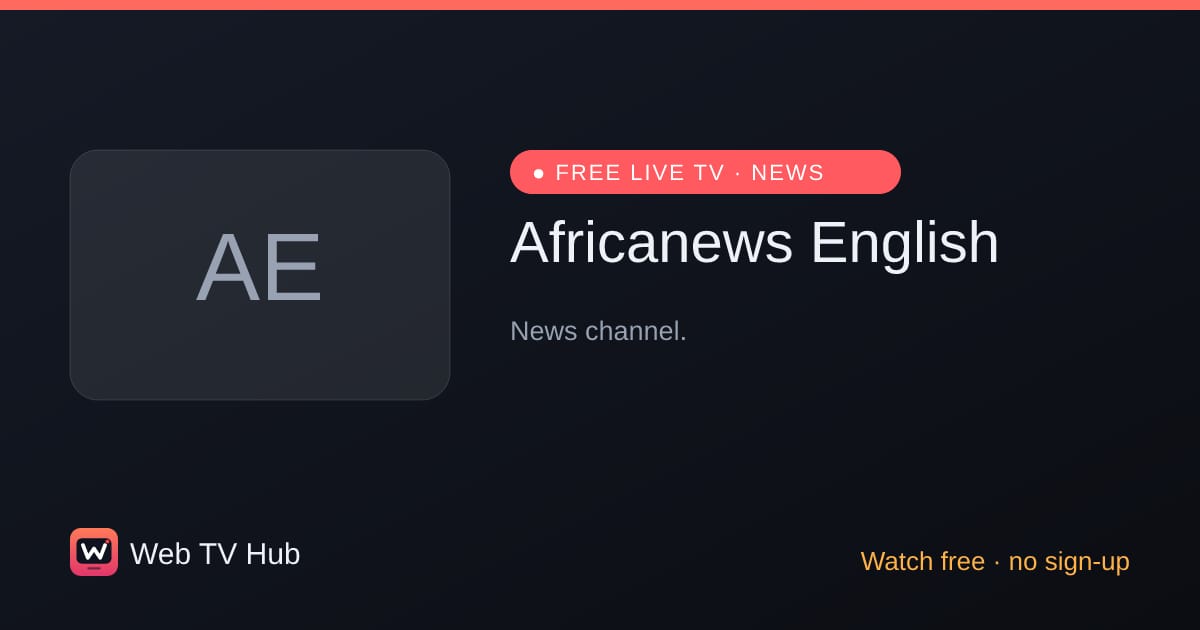 AE
● FREE LIVE TV · NEWS
Africanews English
News channel.
W
Web TV Hub
Watch free · no sign-up